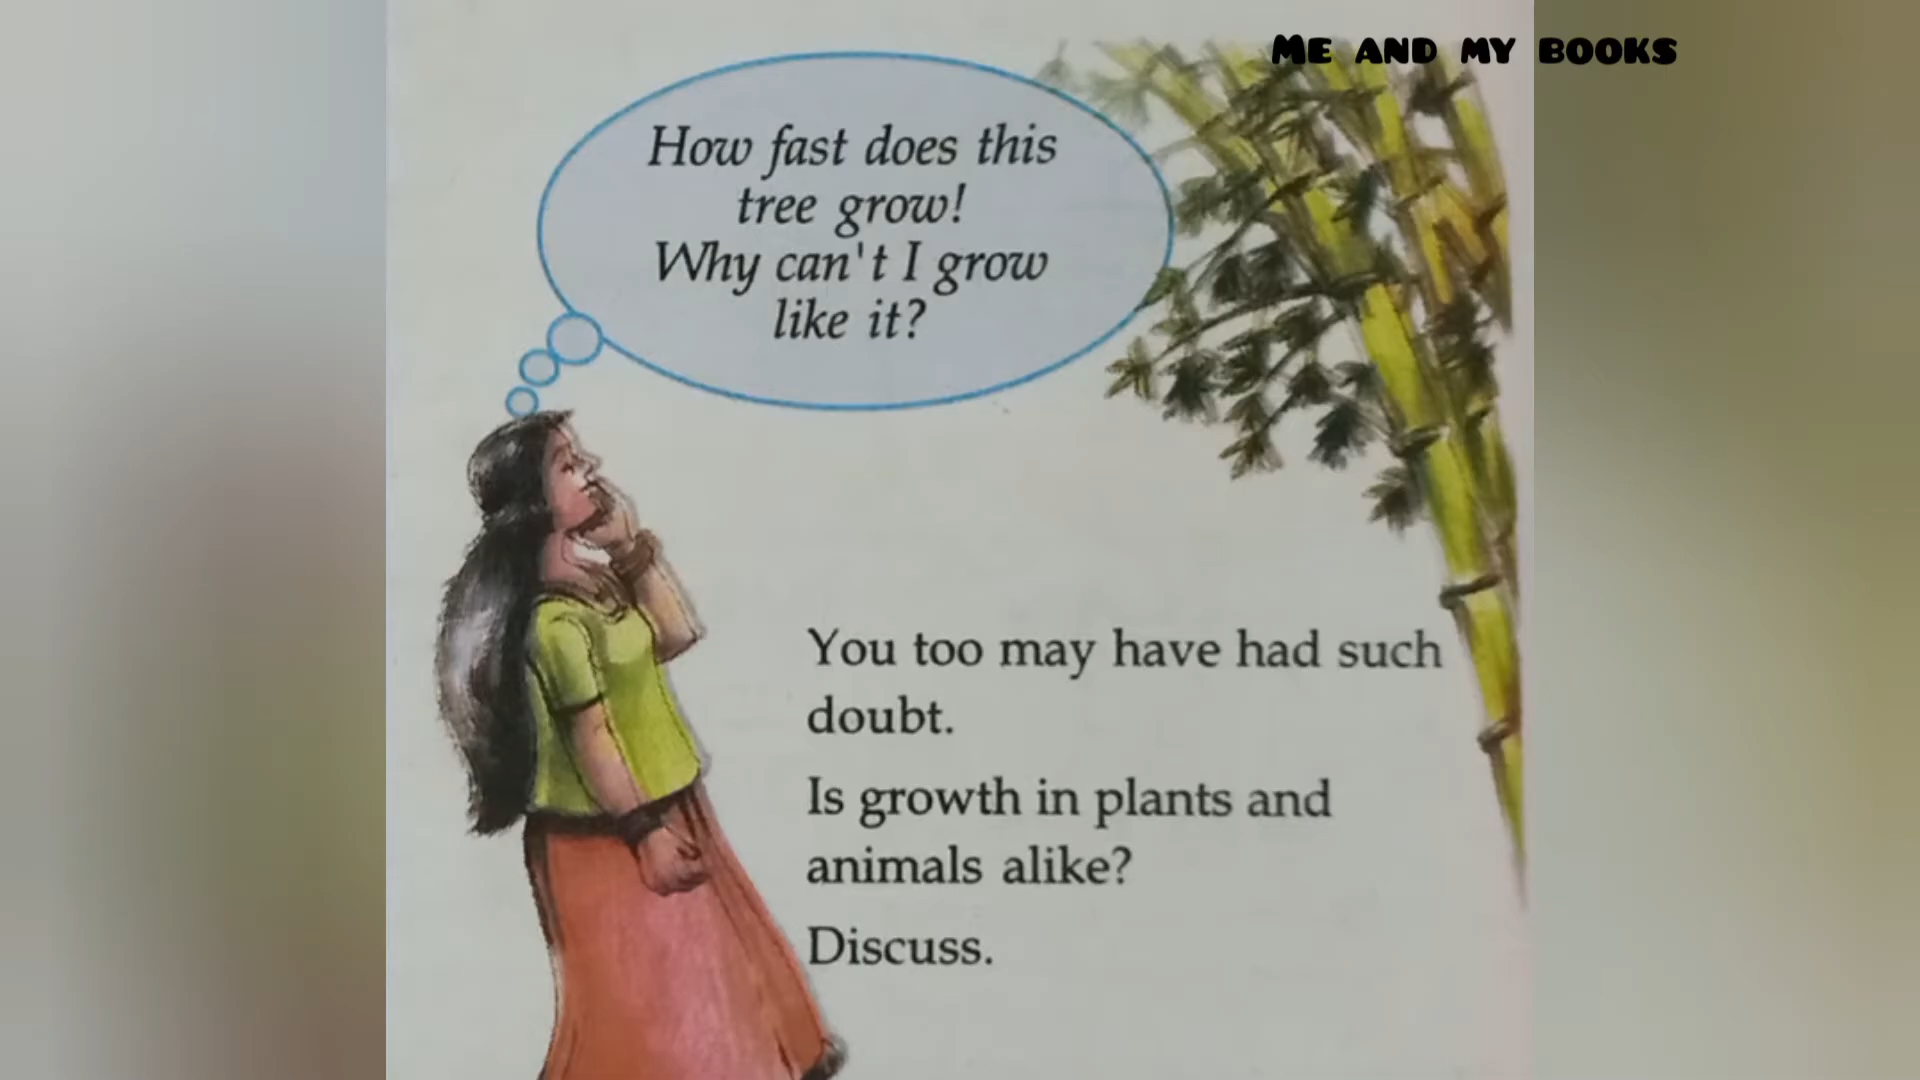 ME AND MY BOOKS
How fast does this
tree grow!
Why can't I grow
like it?
You too may have had such
doubt.
Is growth in plants and
animals alike?
Discuss.